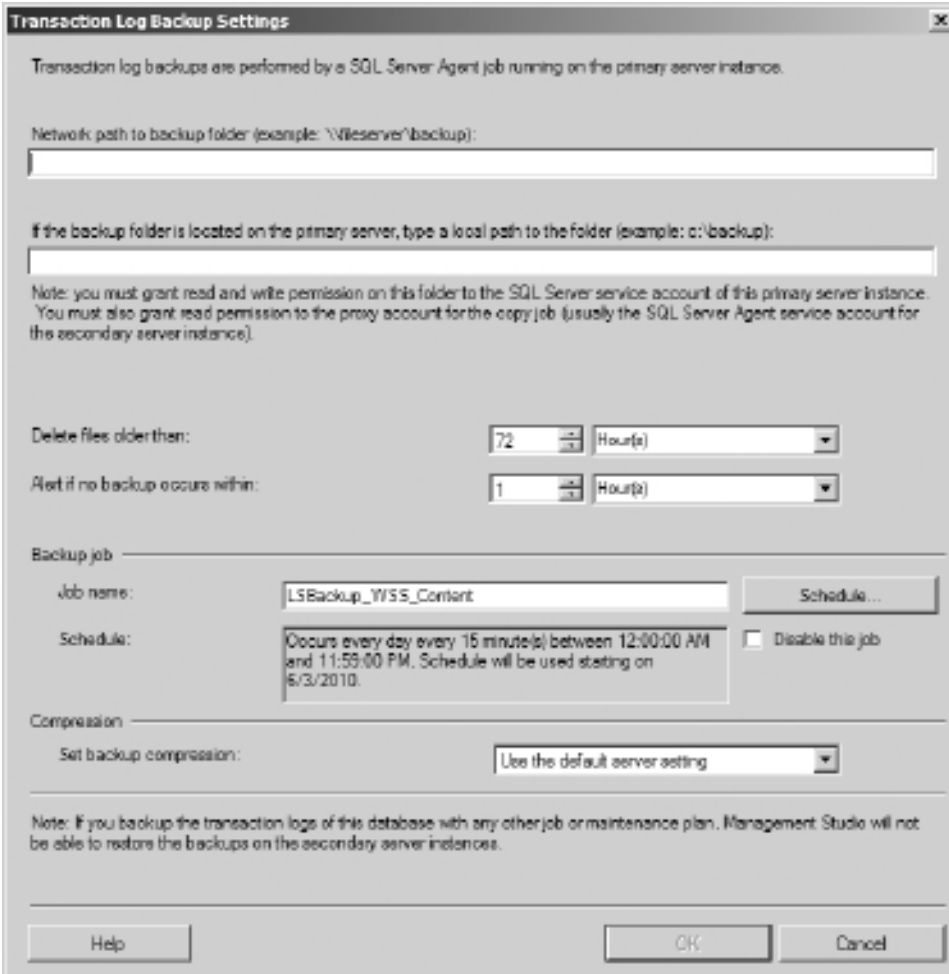 Transaction Log Backup Settings
Transaction log backups are performed by a SQL Server Agent job running on the primary server instance.
Network path to backup folder (example: \\fileserver\backup):
If the backup folder is located on the primary server, type a local path to the folder (example: c:\backup):
Note: you must grant read and write permission on this folder to the SQL Server service account of this primary server instance.
You must also grant read permission to the proxy account for the copy job (usually the SQL Server Agent service account for
the secondary server instance).
Delete files older than:
72
Hour(s)
Alert if no backup occurs within:
1
Hour(s)
Backup job
Job name:
LSBackup_WSS_Content
Schedule...
Schedule:
Occurs every day every 15 minute(s) between 12:00:00 AM
and 11:59:00 PM. Schedule will be used starting on
6/3/2010.
Disable this job
Compression
Set backup compression:
Use the default server setting
Note: If you backup the transaction logs of this database with any other job or maintenance plan, Management Studio will not
be able to restore the backups on the secondary server instances.
Help
OK
Cancel